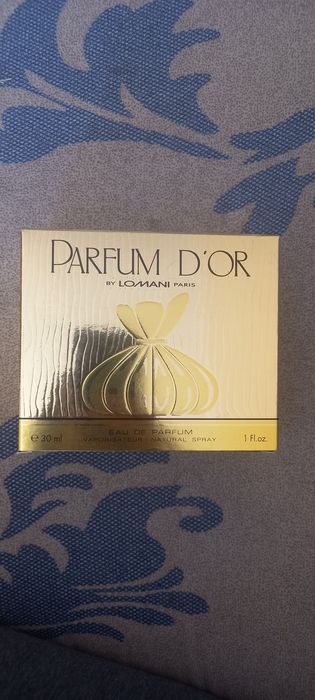 PARFUM D'OR
BY LOMANI PARIS
EAU DE PARFUM
VAPORISATEUR - NATURAL SPRAY
℮ 30 ml
1 Fl.oz.